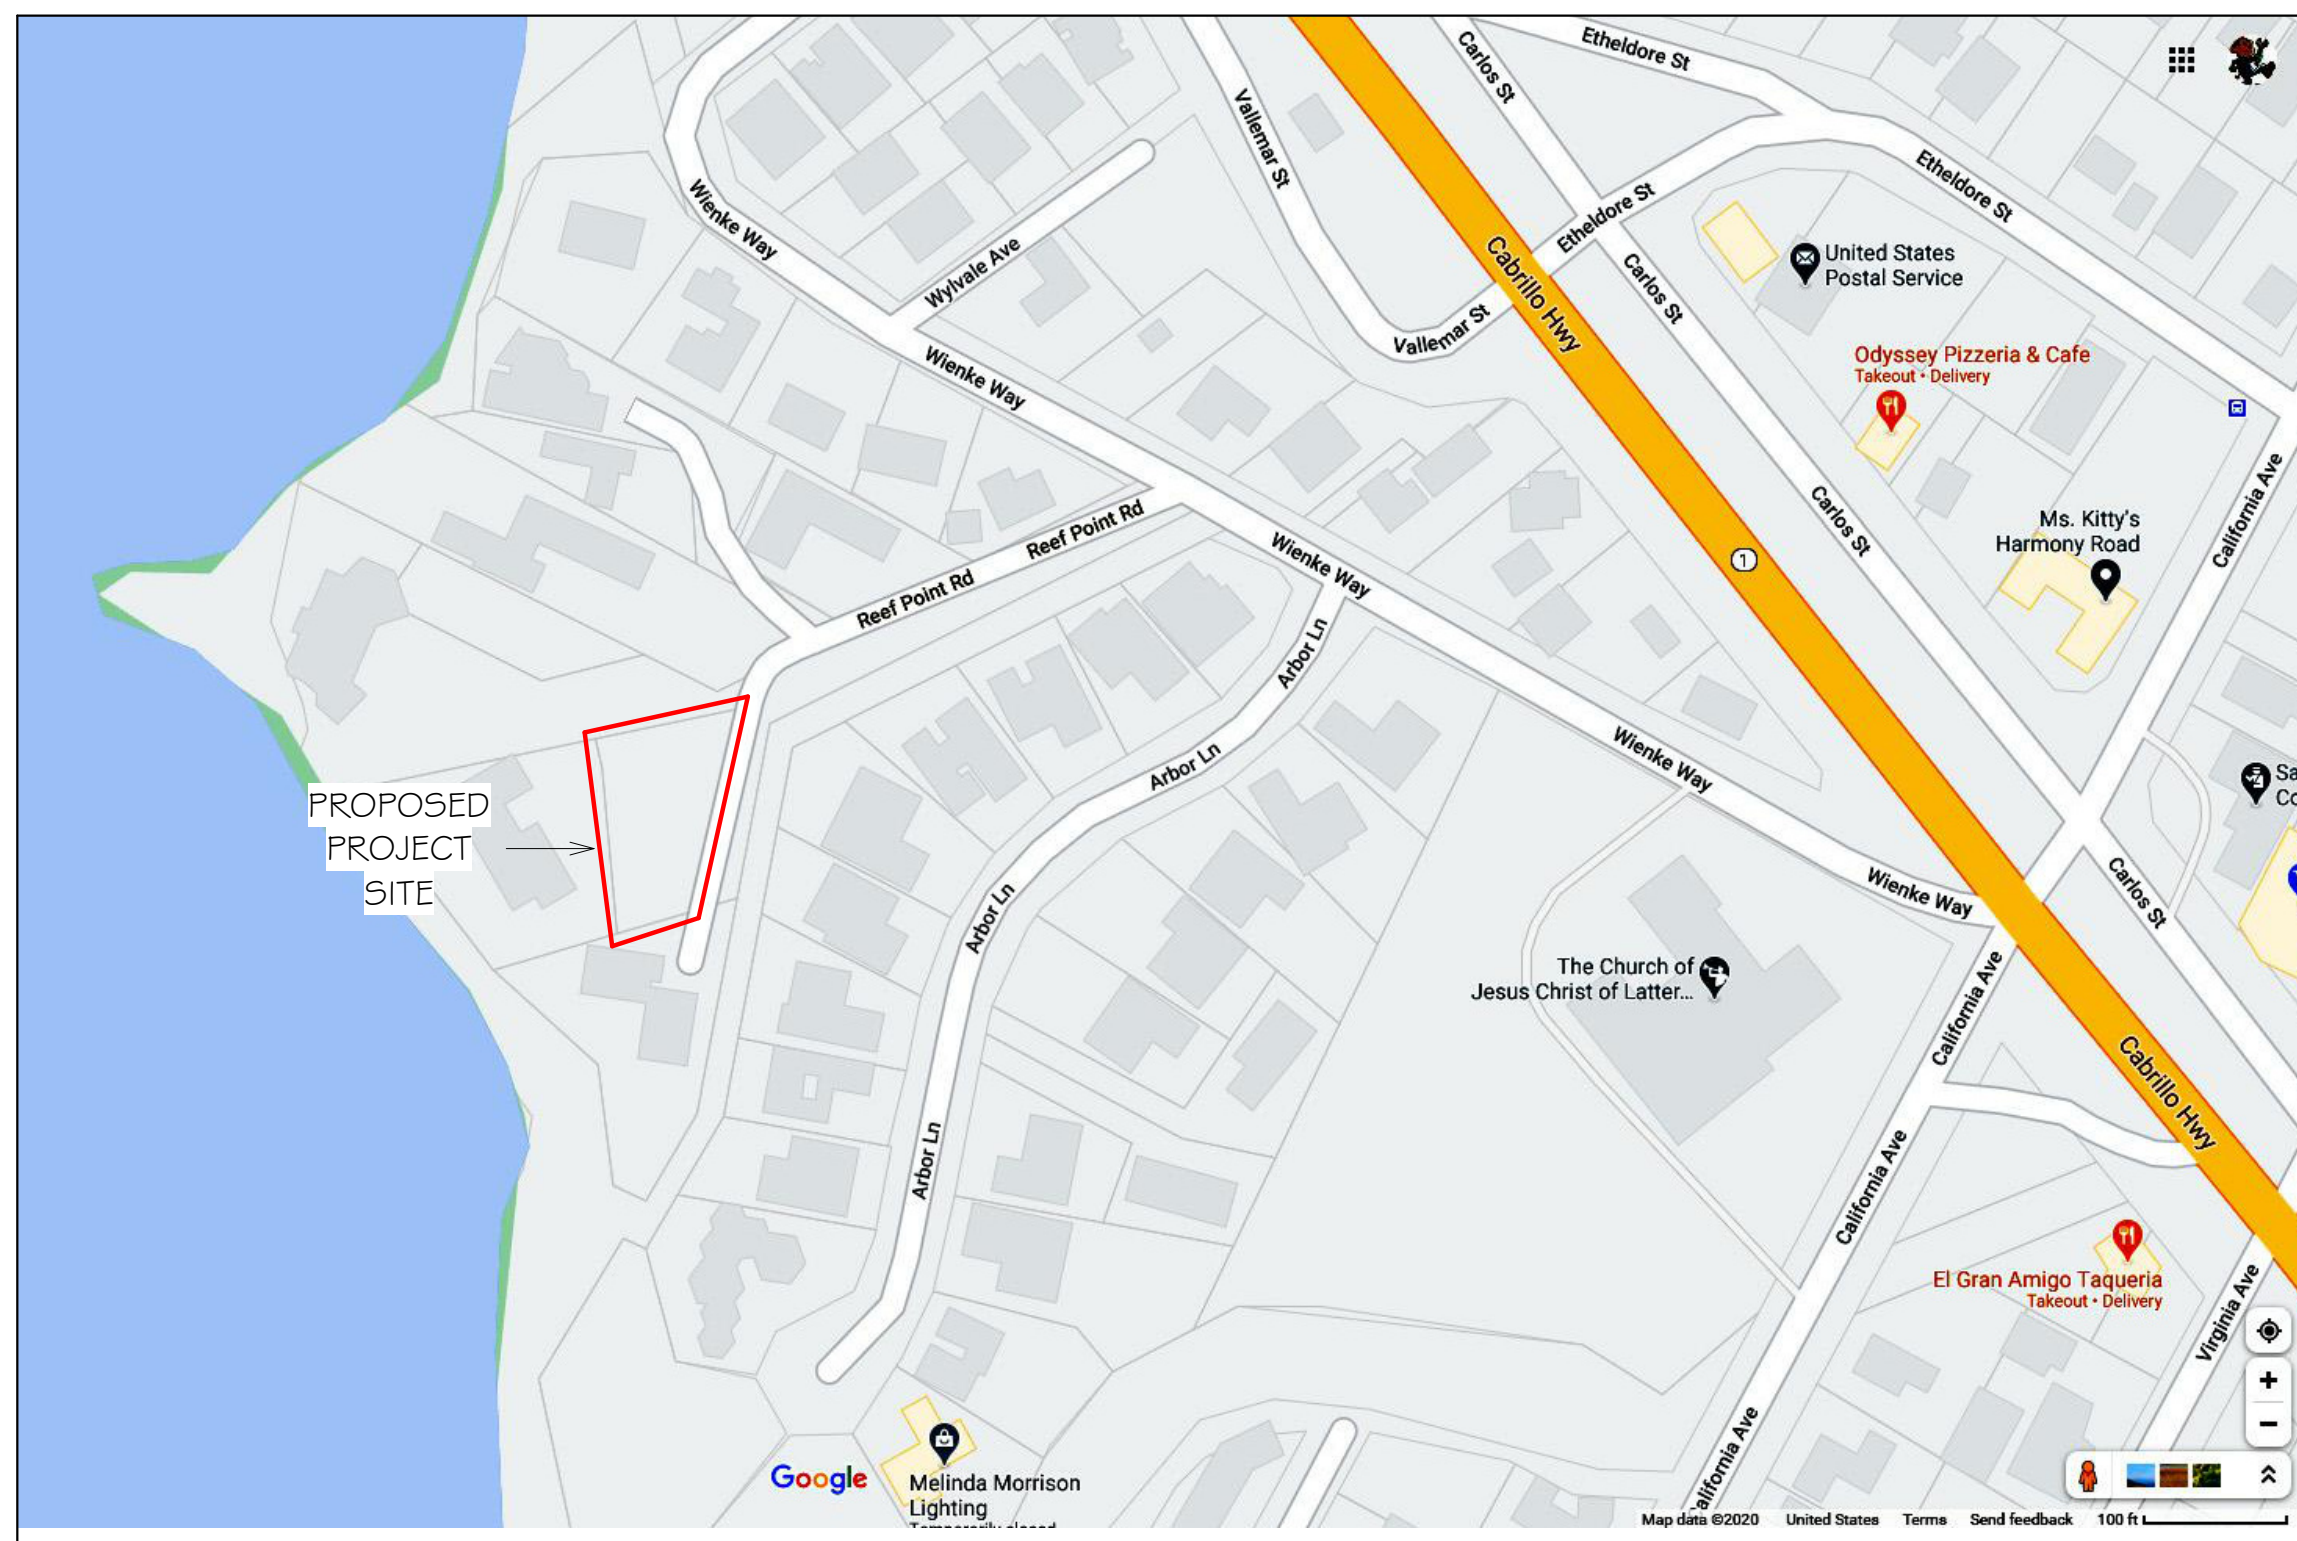 Etheldore St
Carlos St
Vallemar St
Etheldore St
Wienke Way
Etheldore St
Wylvale Ave
Cabrillo Hwy
Carlos St
United States
Postal Service
Vallemar St
Wienke Way
Odyssey Pizzeria & Cafe
Takeout • Delivery
Reef Point Rd
Carlos St
California Ave
Ms. Kitty's
Harmony Road
Wienke Way
1
Reef Point Rd
Arbor Ln
Arbor Ln
Wienke Way
Sa
Co
PROPOSED
PROJECT
SITE
Arbor Ln
Wienke Way
Carlos St
The Church of
Jesus Christ of Latter...
California Ave
Cabrillo Hwy
Arbor Ln
California Ave
El Gran Amigo Taqueria
Takeout • Delivery
Virginia Ave
California Ave
Google
Melinda Morrison
Lighting
Temporarily closed
Map data ©2020 United States Terms Send feedback 100 ft